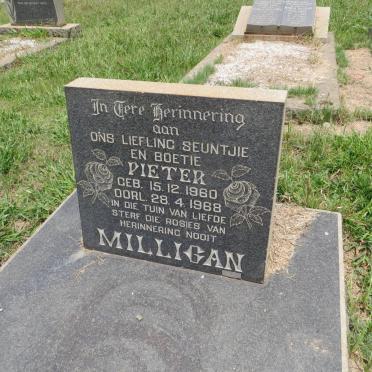 In Tere Herinnering
aan
ONS LIEFLING SEUNTJIE
EN BOETIE
PIETER
GEB. 15.12.1960
OORL. 28.4.1968
IN DIE TUIN VAN LIEFDE
STERF DIE ROSIES VAN
HERINNERING NOOIT
MILLIGAN